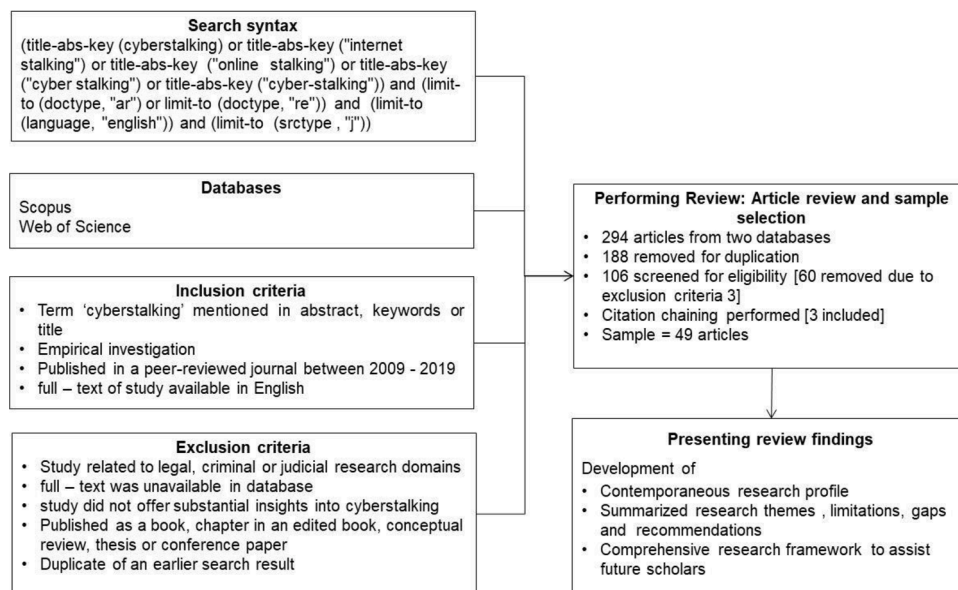 Search syntax
(title-abs-key (cyberstalking) or title-abs-key ("internet
stalking") or title-abs-key ("online stalking") or title-abs-key
("cyber stalking") or title-abs-key ("cyber-stalking")) and (limit-
to (doctype, "ar") or limit-to (doctype, "re")) and (limit-to
(language, "english")) and (limit-to (srctype , "j"))
Databases
Scopus
Web of Science
Inclusion criteria
• Term ‘cyberstalking’ mentioned in abstract, keywords or
title
• Empirical investigation
• Published in a peer-reviewed journal between 2009 - 2019
• full – text of study available in English
Exclusion criteria
• Study related to legal, criminal or judicial research domains
• full – text was unavailable in database
• study did not offer substantial insights into cyberstalking
• Published as a book, chapter in an edited book, conceptual
review, thesis or conference paper
• Duplicate of an earlier search result
Performing Review: Article review and sample
selection
• 294 articles from two databases
• 188 removed for duplication
• 106 screened for eligibility [60 removed due to
exclusion criteria 3]
• Citation chaining performed [3 included]
• Sample = 49 articles
Presenting review findings
Development of
• Contemporaneous research profile
• Summarized research themes , limitations, gaps
and recommendations
• Comprehensive research framework to assist
future scholars